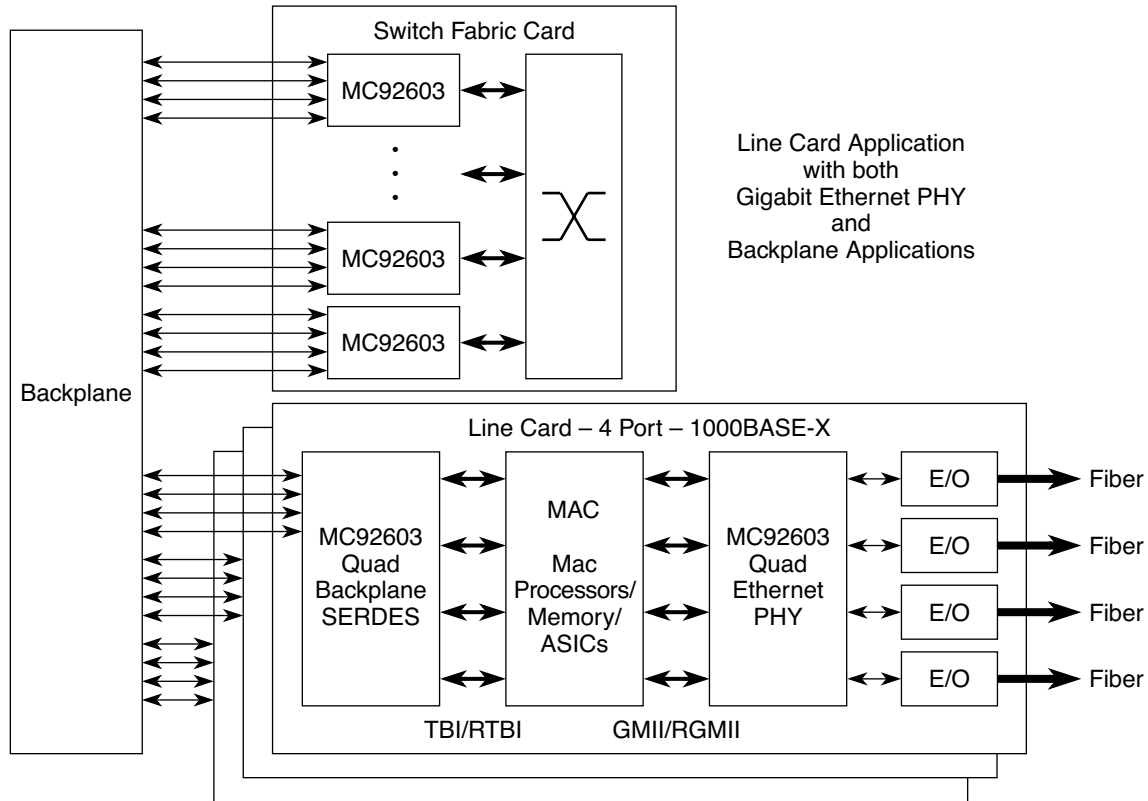 Switch Fabric Card
MC92603
MC92603
MC92603
Line Card Application
with both
Gigabit Ethernet PHY
and
Backplane Applications
Backplane
Line Card – 4 Port – 1000BASE-X
MC92603
Quad
Backplane
SERDES
MAC
Mac
Processors/
Memory/
ASICs
MC92603
Quad
Ethernet
PHY
E/O
Fiber
E/O
Fiber
E/O
Fiber
E/O
Fiber
TBI/RTBI
GMII/RGMII